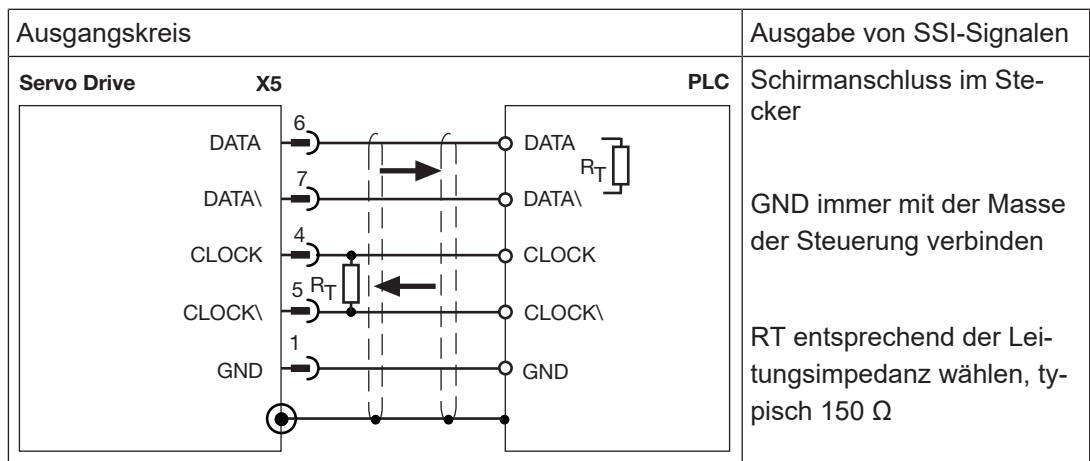 Ausgangskreis
Ausgabe von SSI-Signalen
Servo Drive
X5
PLC
DATA
6
DATA
RT
DATA\
7
DATA\
CLOCK
4
CLOCK
RT
CLOCK\
5
CLOCK\
GND
1
GND
Schirmanschluss im Ste-
cker
GND immer mit der Masse
der Steuerung verbinden
RT entsprechend der Lei-
tungsimpedanz wählen, ty-
pisch 150 Ω